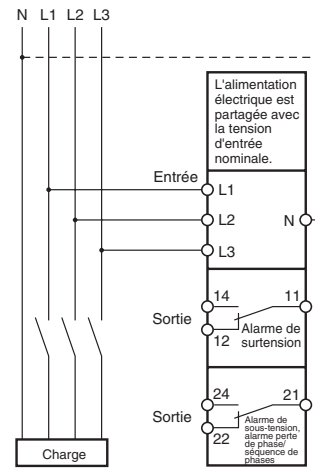 N L1 L2 L3
L'alimentation
électrique est
partagée avec
la tension
d'entrée
nominale.
Entrée
L1
L2
N
L3
14 11
Sortie
12
Alarme de
surtension
24 21
Sortie
22
Alarme de
sous-tension,
alarme perte
de phase/
séquence de
phases
Charge